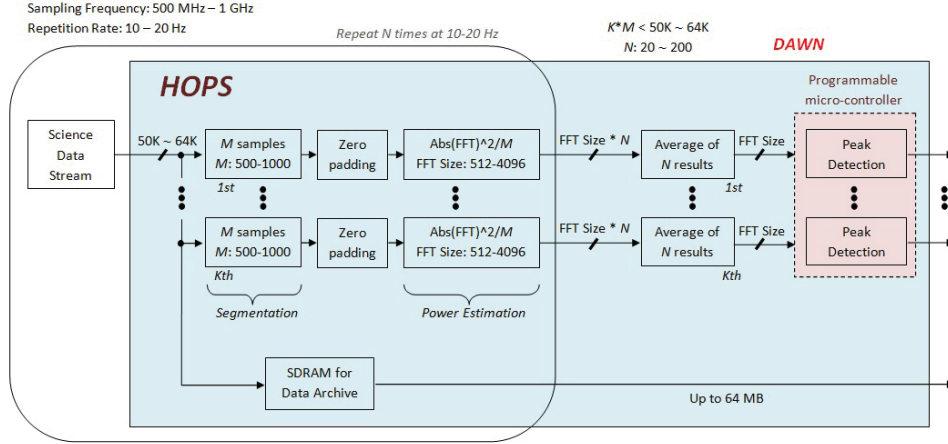 Sampling Frequency: 500 MHz – 1 GHz
Repetition Rate: 10 – 20 Hz
Repeat N times at 10-20 Hz
K*M < 50K ~ 64K
N: 20 ~ 200
DAWN
HOPS
Programmable
micro-controller
Science
Data
Stream
50K ~ 64K
M samples
M: 500-1000
1st
Zero
padding
Abs(FFT)^2/M
FFT Size: 512-4096
FFT Size * N
Average of
N results
1st
FFT Size
Peak
Detection
M samples
M: 500-1000
Kth
Zero
padding
Abs(FFT)^2/M
FFT Size: 512-4096
FFT Size * N
Average of
N results
Kth
FFT Size
Peak
Detection
Segmentation
Power Estimation
SDRAM for
Data Archive
Up to 64 MB